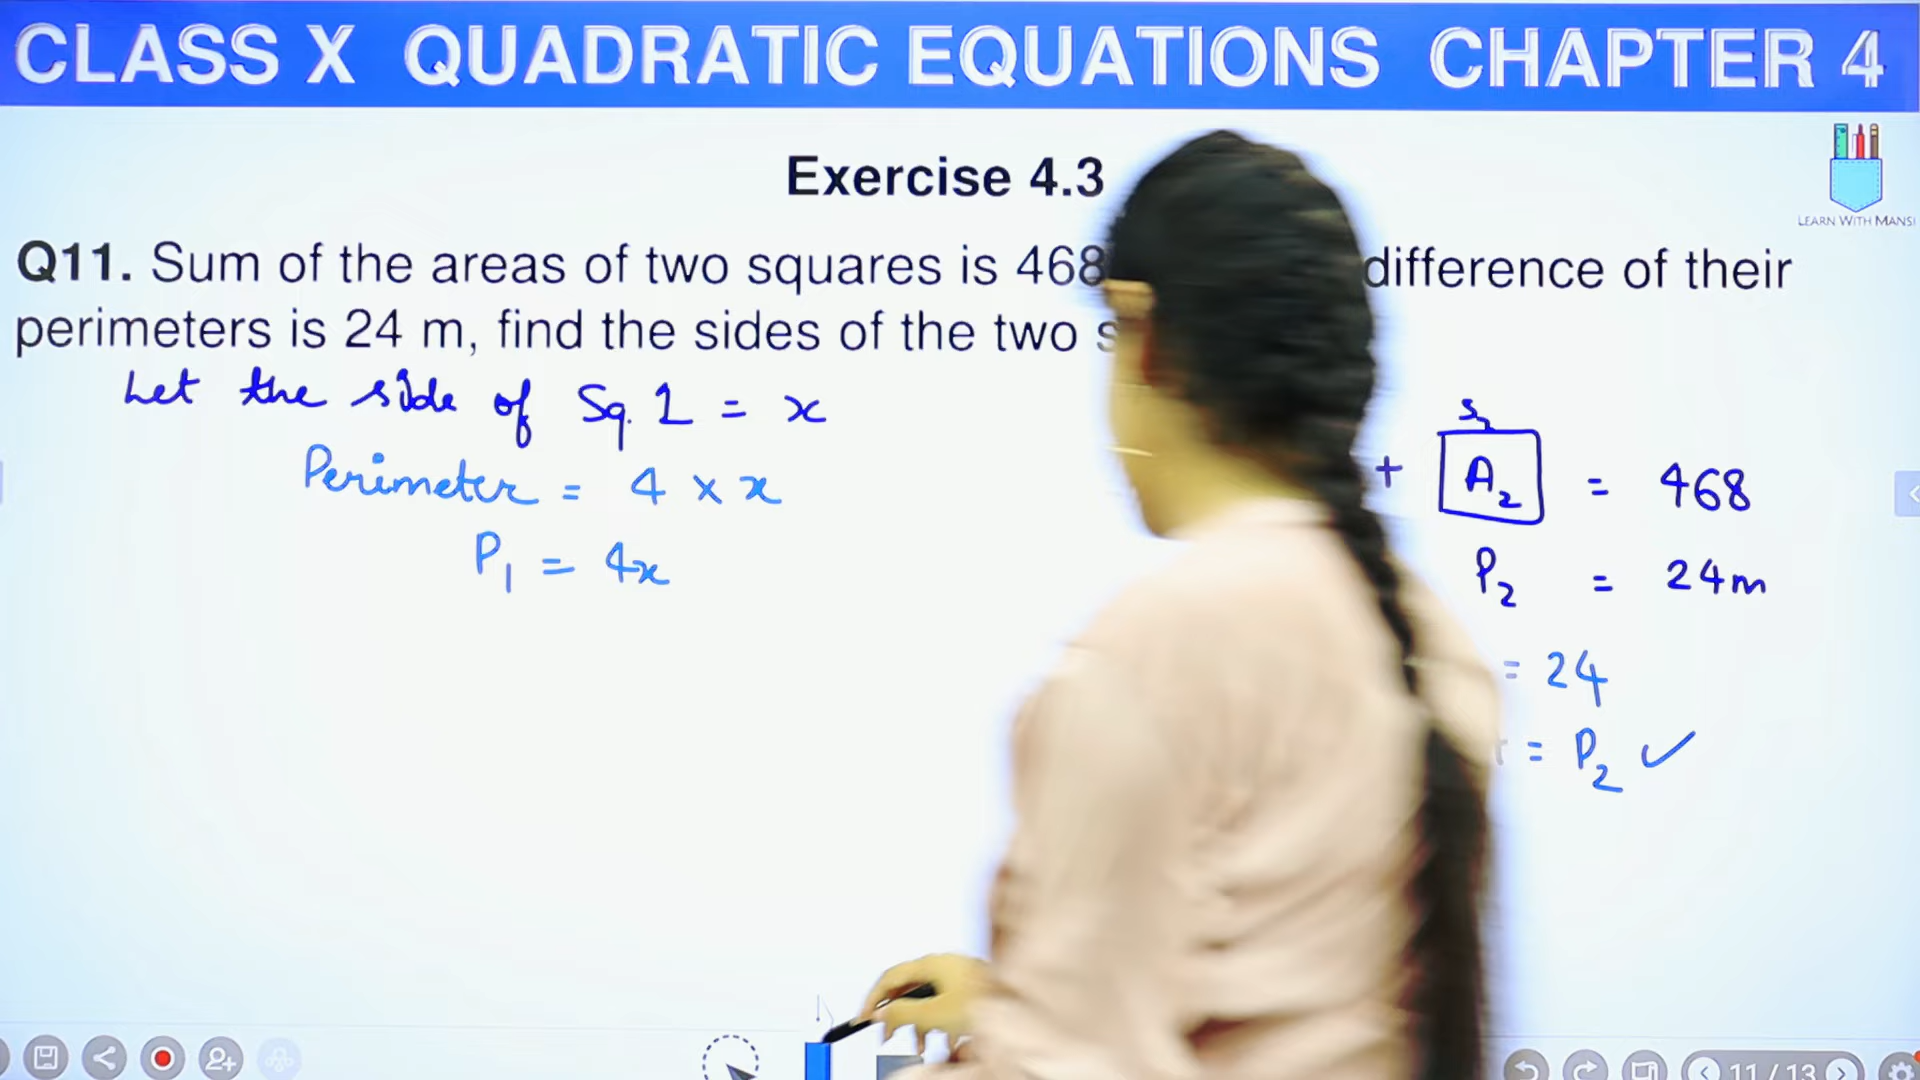 CLASS X QUADRATIC EQUATIONS CHAPTER 4
Exercise 4.3
LEARN WITH MANSI
Q11. Sum of the areas of two squares is 468 difference of their
perimeters is 24 m, find the sides of the two s
Let the side of Sq. 1 = x
Perimeter = 4 × x
P₁ = 4x
S₂
+ A₂ = 468
P₂ = 24m
= 24
= P₂ ✓
11 / 13